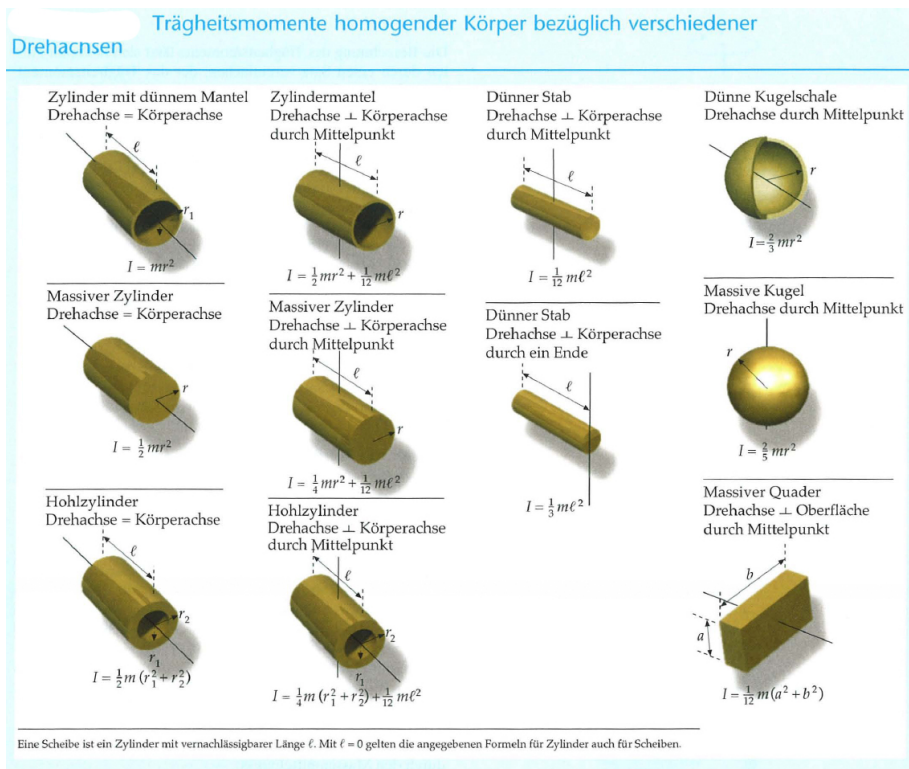 Trägheitsmomente homogender Körper bezüglich verschiedener
Drehacnsen
Zylinder mit dünnem Mantel
Drehachse = Körperachse
ℓ
r₁
I = mr²
Massiver Zylinder
Drehachse = Körperachse
r
I = ½ mr²
Hohlzylinder
Drehachse = Körperachse
ℓ
r₂
r₁
I = ½ m (r₁² + r₂²)
Zylindermantel
Drehachse ⊥ Körperachse
durch Mittelpunkt
ℓ
r
I = ½ mr² + 1/12 mℓ²
Massiver Zylinder
Drehachse ⊥ Körperachse
durch Mittelpunkt
ℓ
r
I = ¼ mr² + 1/12 mℓ²
Hohlzylinder
Drehachse ⊥ Körperachse
durch Mittelpunkt
ℓ
r₂
r₁
I = ¼ m (r₁² + r₂²) + 1/12 mℓ²
Dünner Stab
Drehachse ⊥ Körperachse
durch Mittelpunkt
ℓ
I = 1/12 mℓ²
Dünner Stab
Drehachse ⊥ Körperachse
durch ein Ende
ℓ
I = ⅓ mℓ²
Dünne Kugelschale
Drehachse durch Mittelpunkt
r
I = ⅔ mr²
Massive Kugel
Drehachse durch Mittelpunkt
r
I = ⅖ mr²
Massiver Quader
Drehachse ⊥ Oberfläche
durch Mittelpunkt
b
a
I = 1/12 m(a² + b²)
Eine Scheibe ist ein Zylinder mit vernachlässigbarer Länge ℓ. Mit ℓ = 0 gelten die angegebenen Formeln für Zylinder auch für Scheiben.